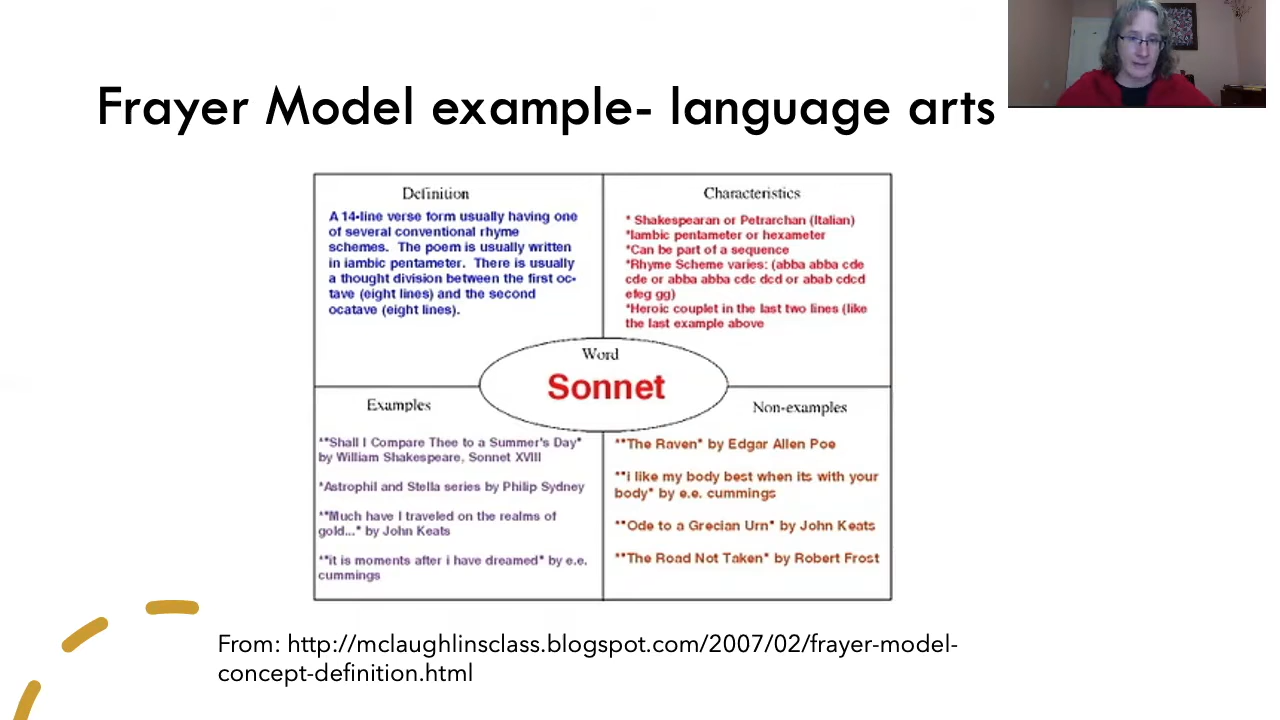 Frayer Model example- language arts
Definition
A 14-line verse form usually having one
of several conventional rhyme
schemes. The poem is usually written
in iambic pentameter. There is usually
a thought division between the first oc-
tave (eight lines) and the second
ocatave (eight lines).
Characteristics
* Shakespearan or Petrarchan (Italian)
*Iambic pentameter or hexameter
*Can be part of a sequence
*Rhyme Scheme varies: (abba abba cde
cde or abba abba cdc dcd or abab cdcd
efeg gg)
*Heroic couplet in the last two lines (like
the last example above
Word
Sonnet
Examples
*"Shall I Compare Thee to a Summer's Day"
by William Shakespeare, Sonnet XVIII
*Astrophil and Stella series by Philip Sydney
*"Much have I traveled on the realms of
gold..." by John Keats
*"it is moments after i have dreamed" by e.e.
cummings
Non-examples
*"The Raven" by Edgar Allen Poe
*"i like my body best when its with your
body" by e.e. cummings
*"Ode to a Grecian Urn" by John Keats
*"The Road Not Taken" by Robert Frost
From: http://mclaughlinsclass.blogspot.com/2007/02/frayer-model-
concept-definition.html